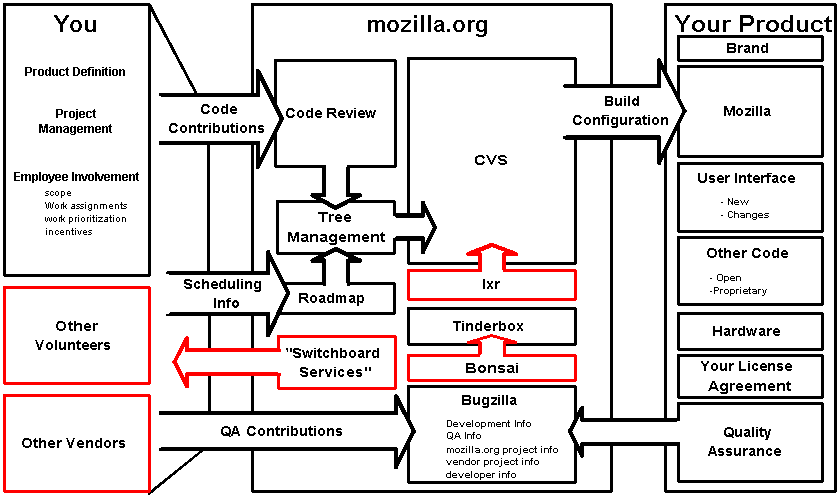 You
Product Definition
Project
Management
Employee Involvement
scope
Work assignments
work prioritization
incentives
Other
Volunteers
Other Vendors
mozilla.org
Code
Contributions
Code Review
CVS
Tree
Management
Scheduling
Info
Roadmap
lxr
Tinderbox
"Switchboard
Services"
Bonsai
QA Contributions
Bugzilla
Development Info
QA Info
mozilla.org project info
vendor project info
developer info
Build
Configuration
Your Product
Brand
Mozilla
User Interface
- New
- Changes
Other Code
- Open
-Proprietary
Hardware
Your License
Agreement
Quality
Assurance